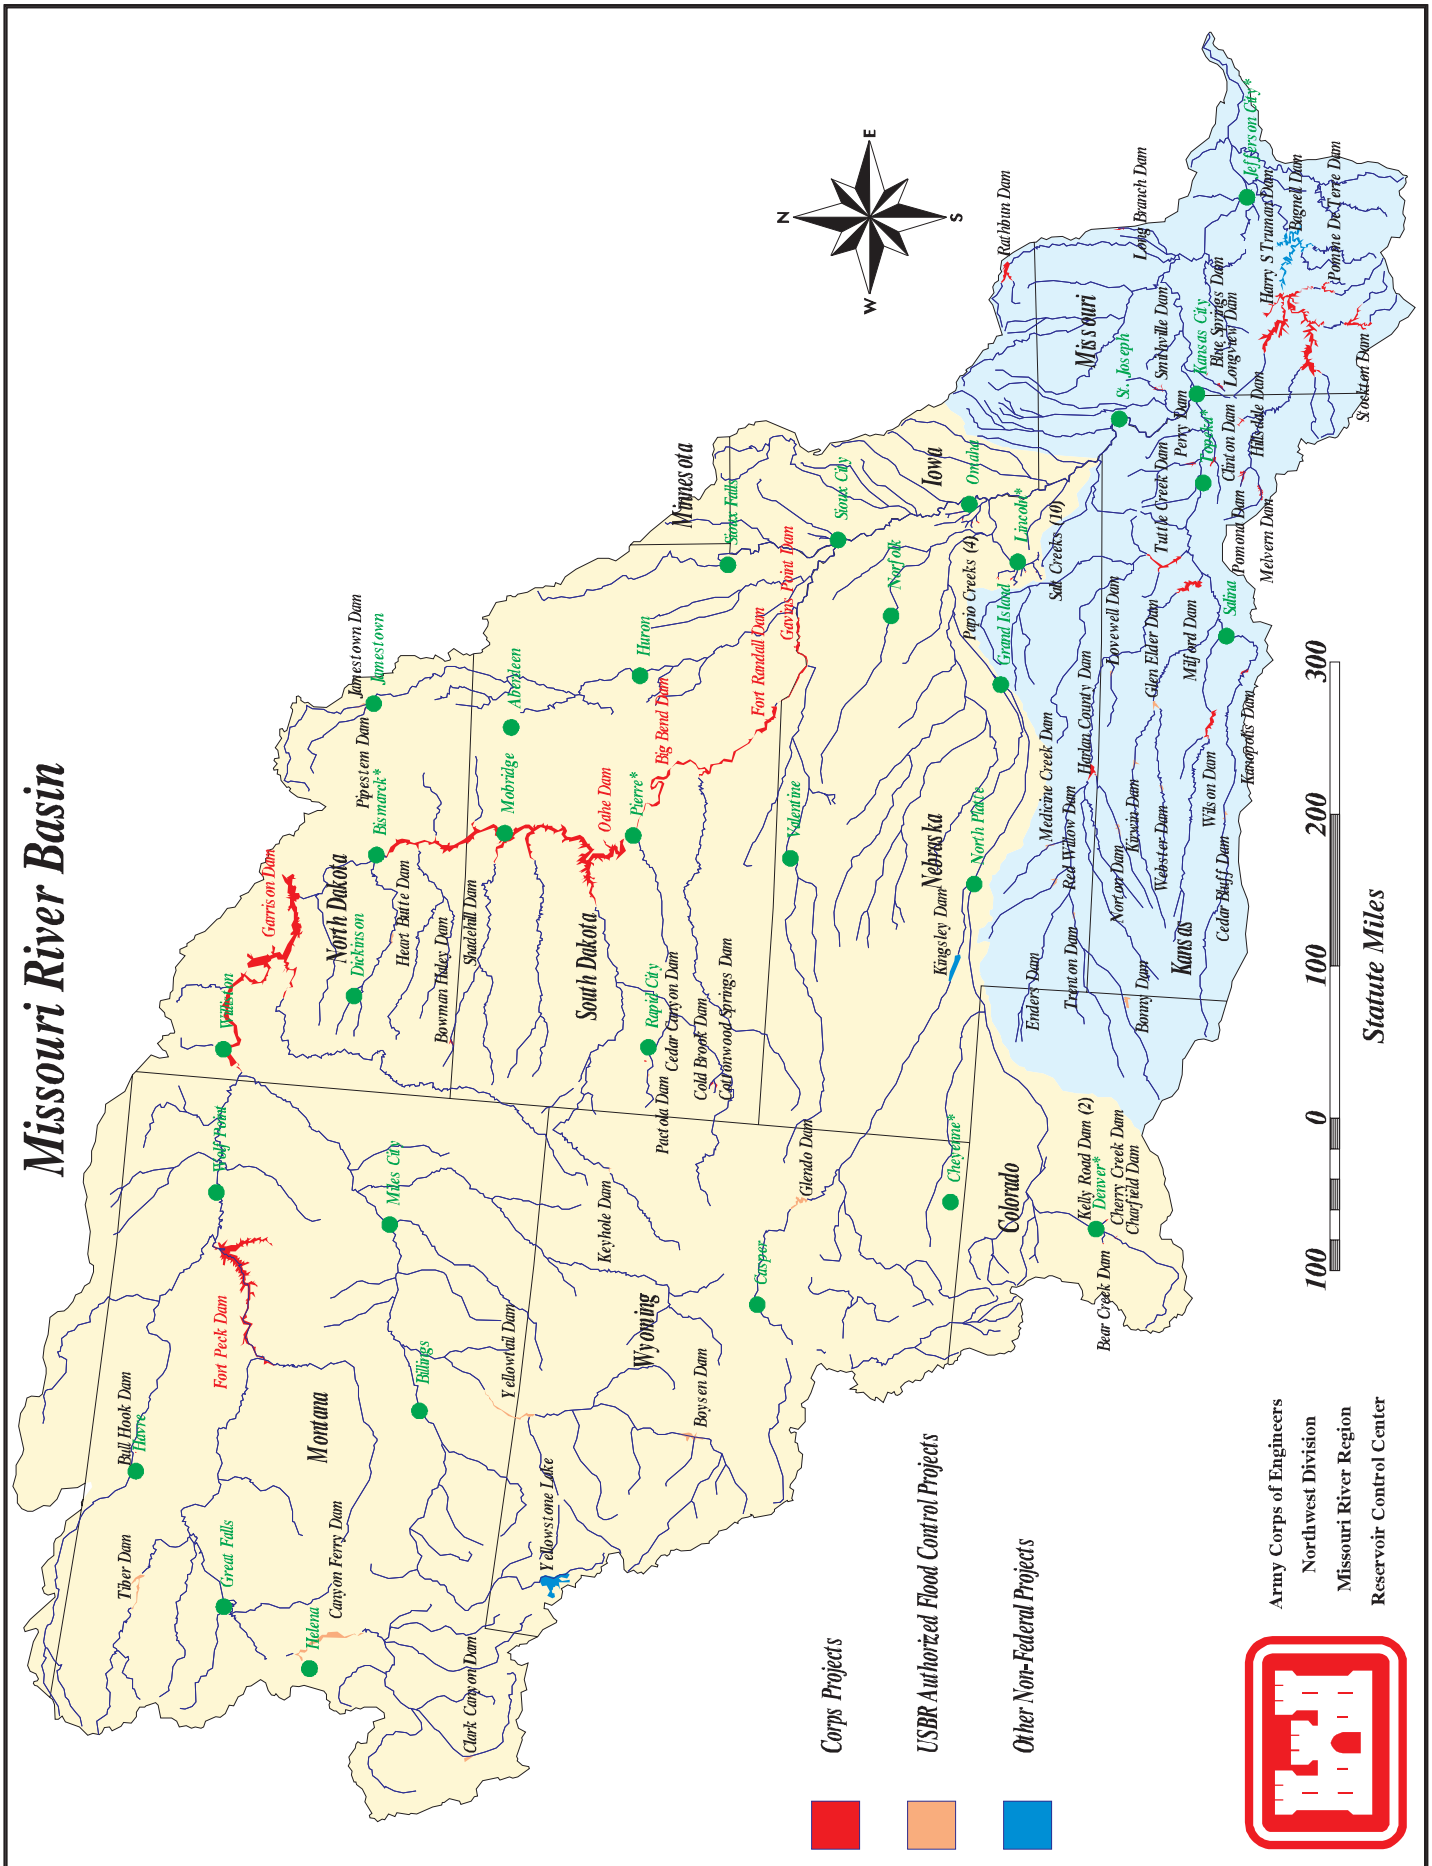 Missouri River Basin
Bull Hook Dam
Havre
Tiber Dam
Great Falls
Helena
Canyon Ferry Dam
Clark Canyon Dam
Montana
Fort Peck Dam
Wolf Point
Miles City
Billings
Yellowtail Dam
Yellowstone Lake
Boysen Dam
Wyoming
Keyhole Dam
Casper
Glendo Dam
Cheyenne*
Williston
Garrison Dam
North Dakota
Dickinson
Bismarck*
Heart Butte Dam
Bowman Haley Dam
Shadehill Dam
Pipestem Dam
Jamestown Dam
Jamestown
Mobridge
Aberdeen
South Dakota
Oahe Dam
Pierre*
Huron
Big Bend Dam
Fort Randall Dam
Gavins Point Dam
Rapid City
Pactola Dam
Cedar Canyon Dam
Cold Brook Dam
Cottonwood Springs Dam
Minnesota
Sioux Falls
Sioux City
Iowa
Omaha
Valentine
Norfolk
Nebraska
Kingsley Dam
North Platte
Grand Island
Papio Creeks (4)
Lincoln*
Salt Creeks (10)
Colorado
Kelly Road Dam (2)
Denver*
Cherry Creek Dam
Charfield Dam
Bear Creek Dam
Enders Dam
Trenton Dam
Bonny Dam
Medicine Creek Dam
Red Willow Dam
Harlan County Dam
Norton Dam
Kirwin Dam
Webster Dam
Kansas
Cedar Bluff Dam
Wilson Dam
Kanopolis Dam
Lovewell Dam
Glen Elder Dam
Milford Dam
Salina
Tuttle Creek Dam
Perry Dam
Topeka*
Clinton Dam
Pomona Dam
Melvern Dam
Hillsdale Dam
Rathbun Dam
Missouri
St. Joseph
Smithville Dam
Kansas City
Blue Springs Dam
Longview Dam
Long Branch Dam
Jefferson City*
Harry S Truman Dam
Bagnell Dam
Pomme De Terre Dam
Stockton Dam
N
E
S
W
100
0
100
200
300
Statute Miles
Corps Projects
USBR Authorized Flood Control Projects
Other Non-Federal Projects
Army Corps of Engineers
Northwest Division
Missouri River Region
Reservoir Control Center